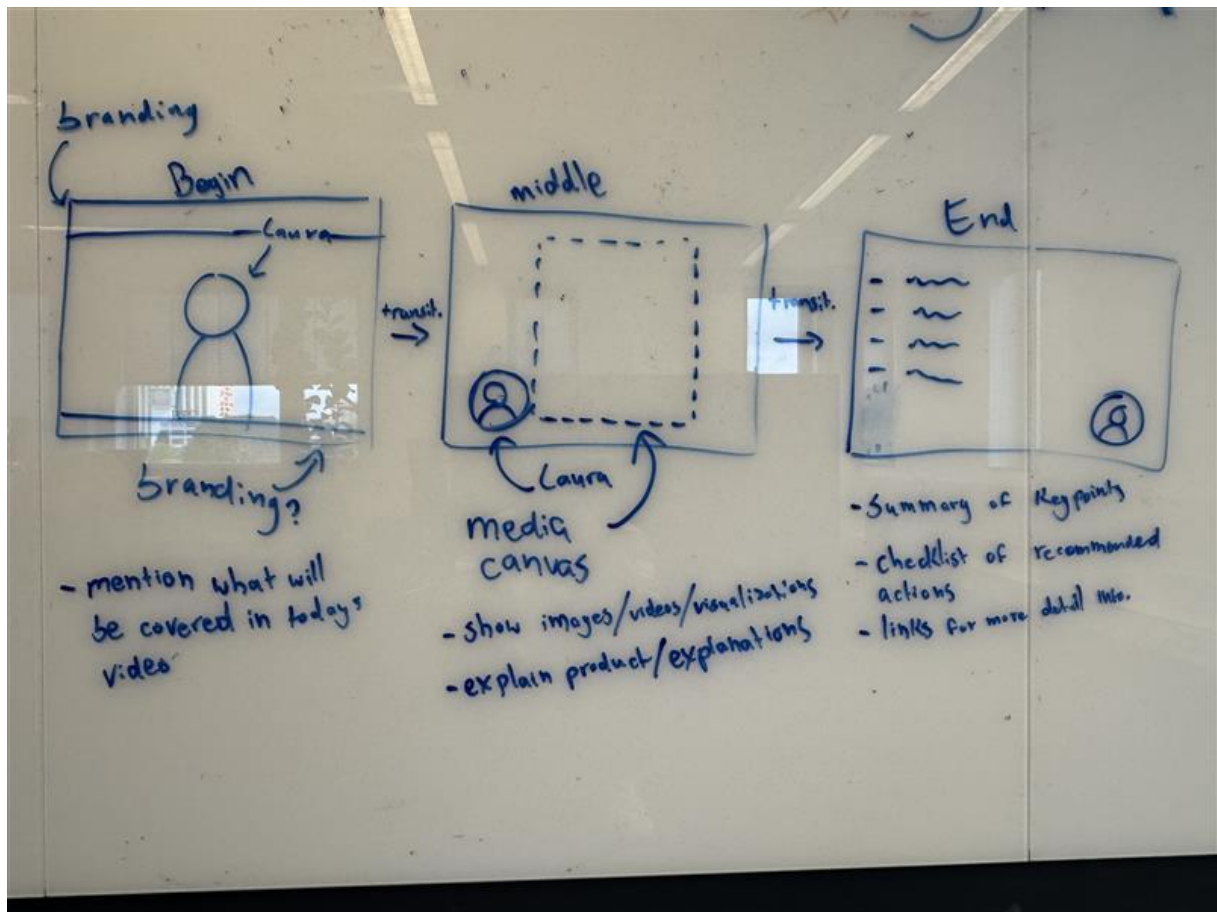 branding
Begin
Laura
branding?
- mention what will
be covered in today's
video
transit.
middle
Laura
media
canvas
- show images/videos/visualizations
- explain product/explanations
transit.
End
- Summary of Key points
- checklist of recommended
actions
- links for more detail info.